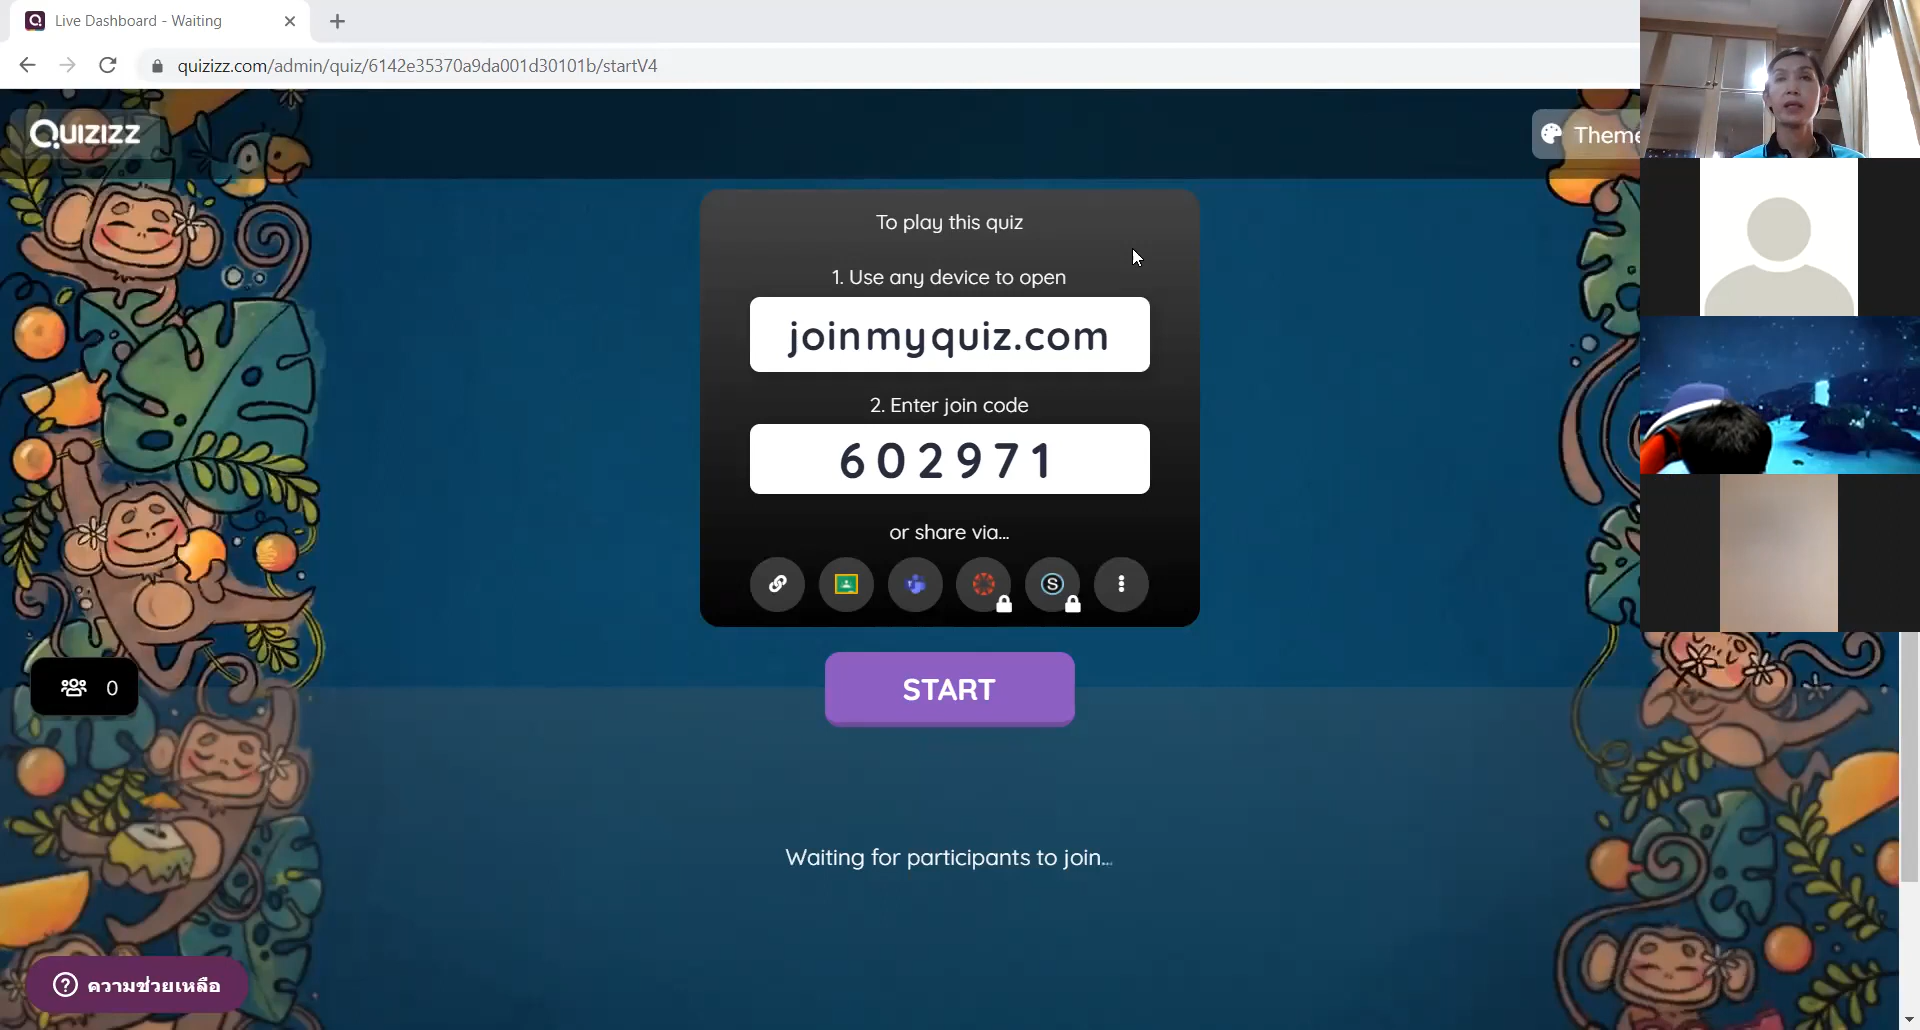 Live Dashboard - Waiting
quizizz.com/admin/quiz/6142e35370a9da001d30101b/startV4
Quizizz
Theme
To play this quiz
1. Use any device to open
joinmyquiz.com
2. Enter join code
602971
or share via...
START
0
Waiting for participants to join...
ความช่วยเหลือ